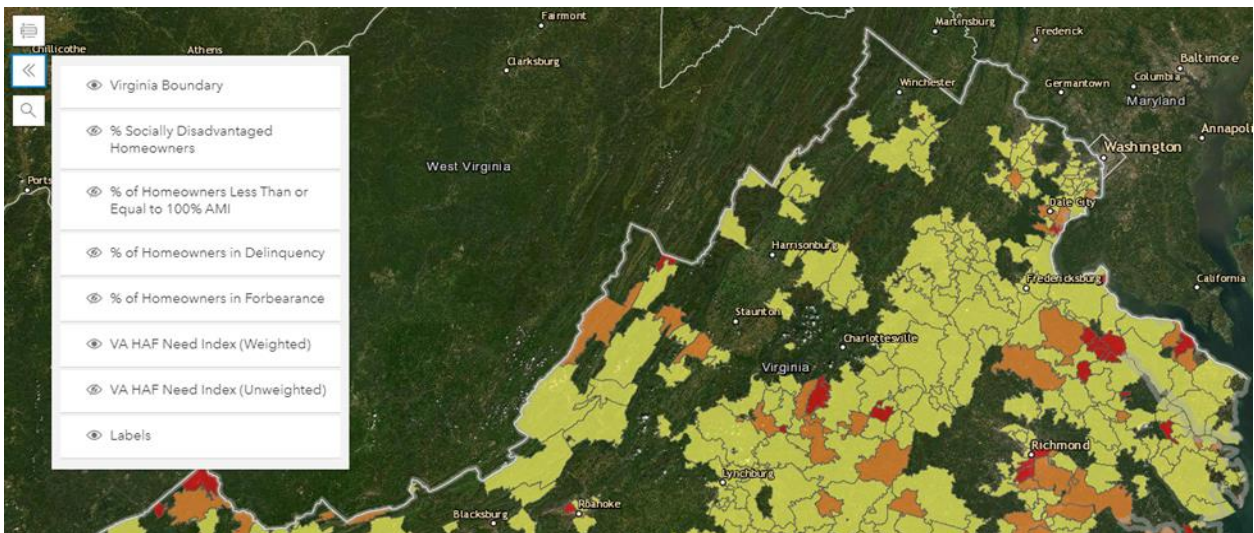 Virginia Boundary
% Socially Disadvantaged
Homeowners
% of Homeowners Less Than or
Equal to 100% AMI
% of Homeowners in Delinquency
% of Homeowners in Forbearance
VA HAF Need Index (Weighted)
VA HAF Need Index (Unweighted)
Labels
Chillicothe
Athens
Ports
Fairmont
Clarksburg
Martinsburg
Frederick
Baltimore
Winchester
Germantown
Columbia
Maryland
Annapoli
Washington
West Virginia
Dale City
Harrisonburg
Fredericksburg
California
Staunton
Charlottesville
Virginia
Richmond
Lynchburg
Roanoke
Blacksburg